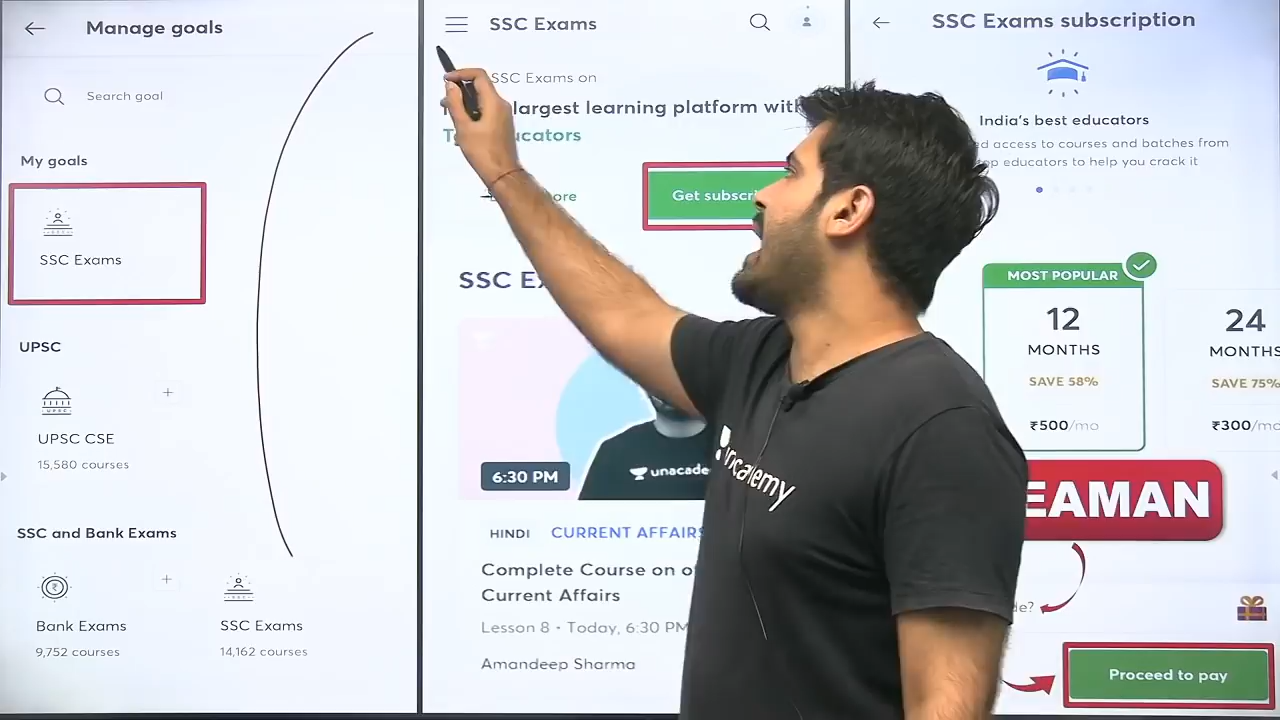 Manage goals
Search goal
My goals
SSC Exams
UPSC
UPSC
UPSC CSE
15,580 courses
SSC and Bank Exams
Bank Exams
9,752 courses
SSC Exams
14,162 courses
SSC Exams
SSC Exams on
largest learning platform with
educators
Get subscri
SSC E
unacade
6:30 PM
HINDI CURRENT AFFAIRS
Complete Course on
Current Affairs
Lesson 8 • Today, 6:30 PM
Amandeep Sharma
unacademy
SSC Exams subscription
India's best educators
access to courses and batches from
educators to help you crack it
MOST POPULAR
12
MONTHS
SAVE 58%
₹500/mo
24
MONTHS
SAVE 75%
₹300/mo
EAMAN
de?
Proceed to pay